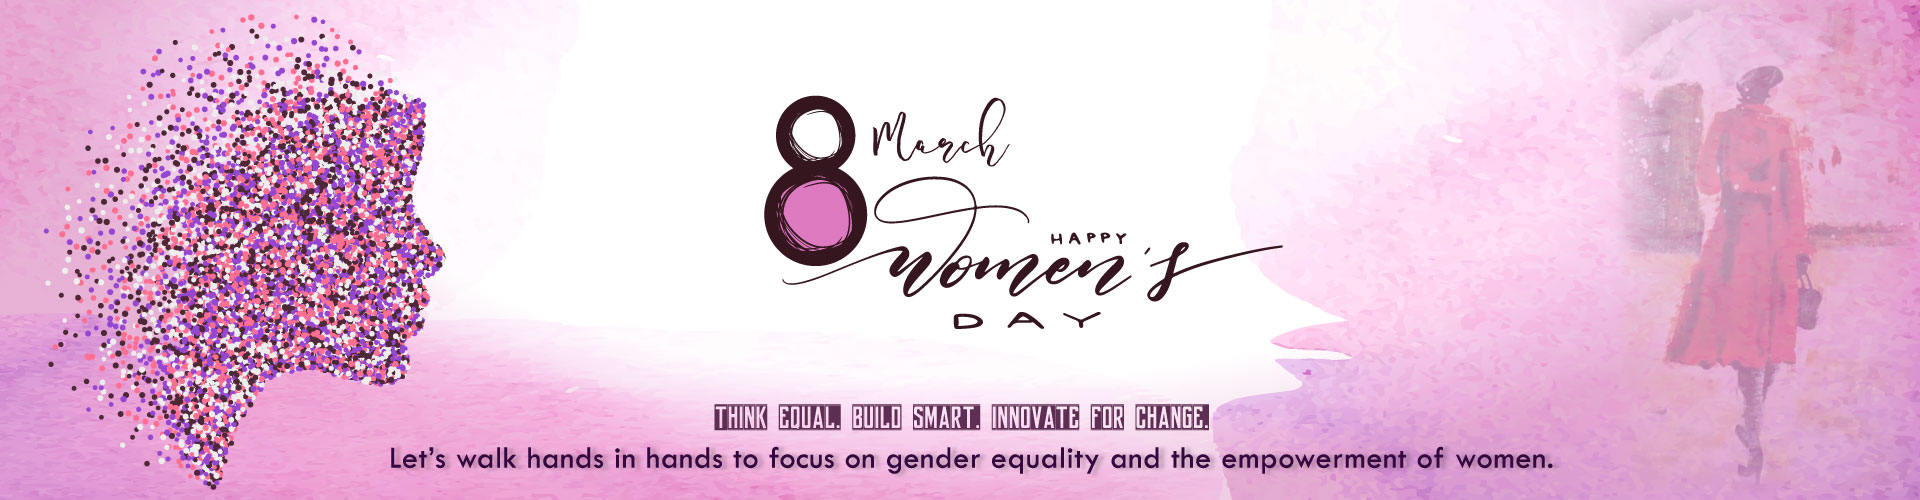 8 March
HAPPY
Women's
DAY
THINK EQUAL. BUILD SMART. INNOVATE FOR CHANGE.
Let's walk hands in hands to focus on gender equality and the empowerment of women.